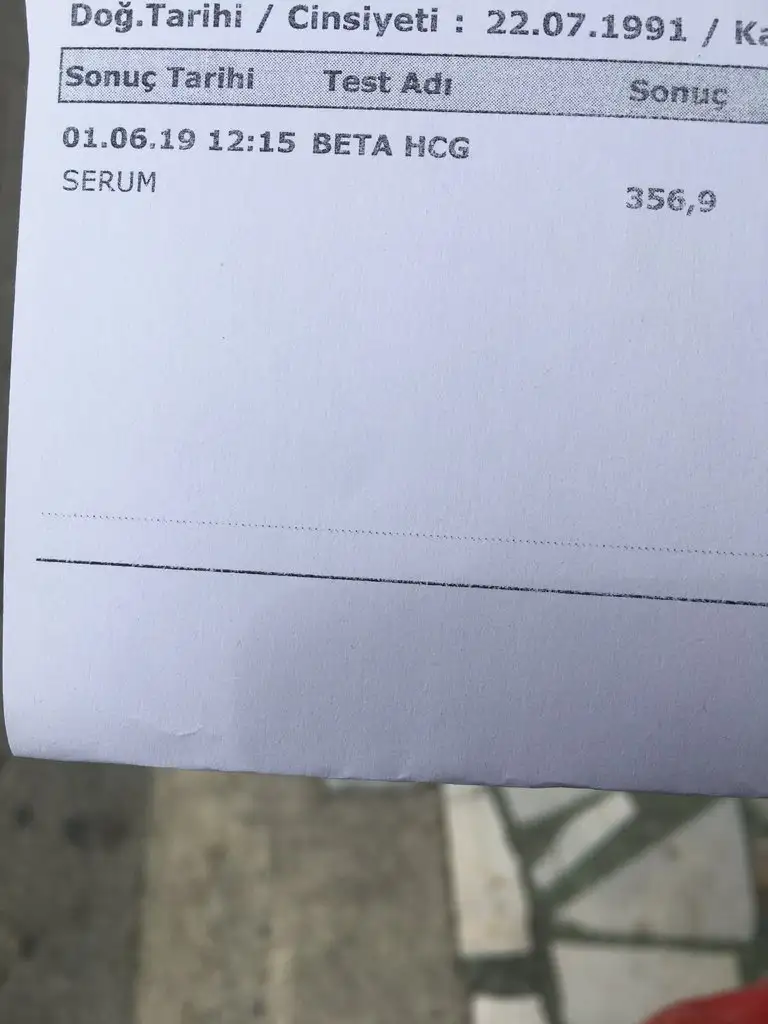 Doğ.Tarihi / Cinsiyeti : 22.07.1991 /
Sonuç Tarihi Test Adı Sonuç
01.06.19 12:15 BETA HCG
SERUM 356,9